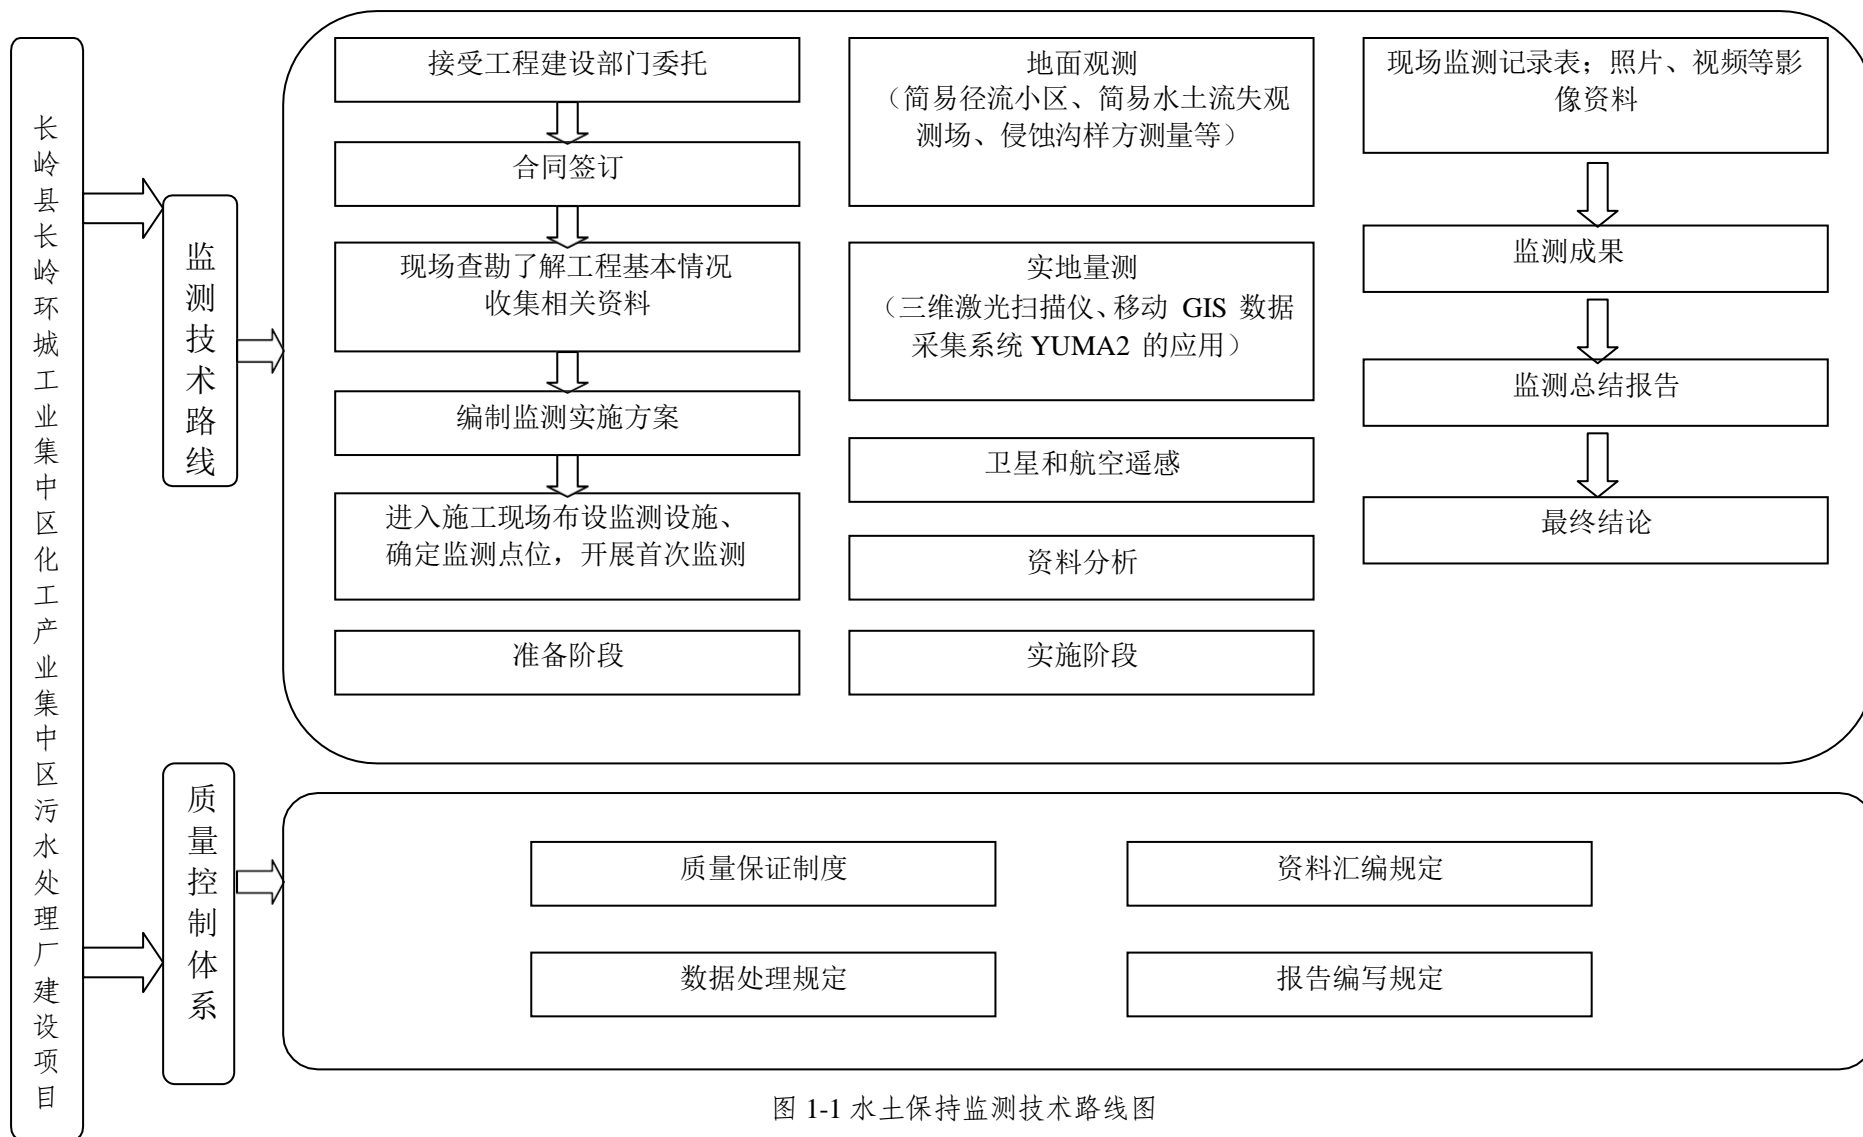 长岭县长岭环城工业集中区化工产业集中区污水处理厂建设项目
监测技术路线
接受工程建设部门委托
合同签订
现场查勘了解工程基本情况
收集相关资料
编制监测实施方案
进入施工现场布设监测设施、
确定监测点位，开展首次监测
准备阶段
地面观测
（简易径流小区、简易水土流失观
测场、侵蚀沟样方测量等）
实地量测
（三维激光扫描仪、移动 GIS 数据
采集系统 YUMA2 的应用）
卫星和航空遥感
资料分析
实施阶段
现场监测记录表；照片、视频等影
像资料
监测成果
监测总结报告
最终结论
质量控制体系
质量保证制度
资料汇编规定
数据处理规定
报告编写规定
图 1-1 水土保持监测技术路线图